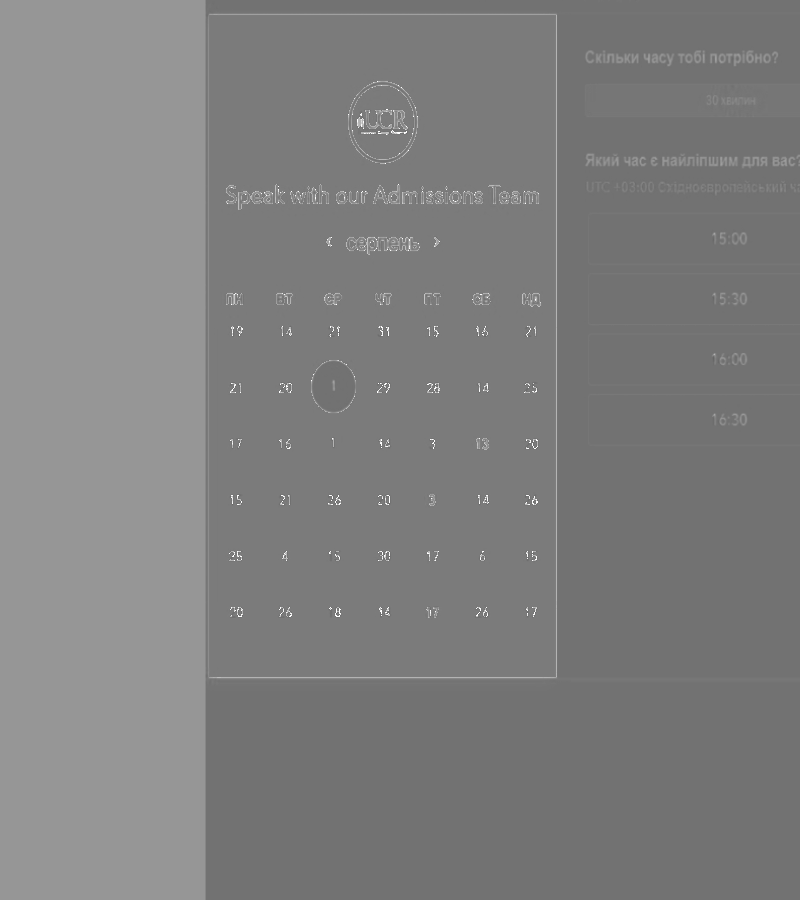 UCR
Speak with our Admissions Team
‹ серпень ›
ПН ВТ СР ЧТ ПТ СБ НД
19 14 21 31 15 16 21
21 20 1 29 28 14 25
17 16 1 14 3 13 30
15 21 26 20 3 14 26
25 4 15 30 17 6 15
20 26 18 14 17 26 17
Скільки часу тобі потрібно?
30 хвилин
Який час є найліпшим для вас?
UTC +03:00 Східноєвропейський
15:00
15:30
16:00
16:30